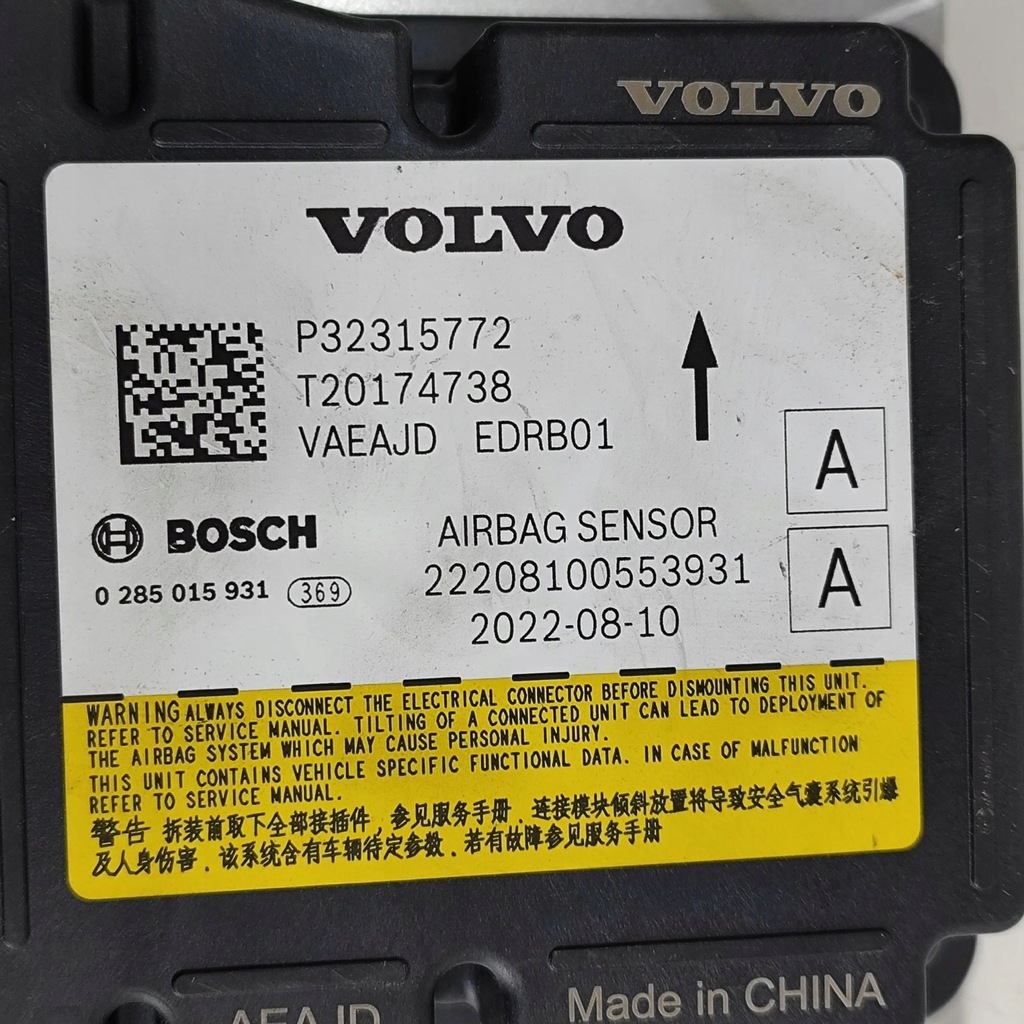 VOLVO
VOLVO
P32315772
T20174738
VAEAJD EDRB01
A
BOSCH
AIRBAG SENSOR
0 285 015 931 369
22208100553931
A
2022-08-10
WARNING ALWAYS DISCONNECT THE ELECTRICAL CONNECTOR BEFORE DISMOUNTING THIS UNIT.
REFER TO SERVICE MANUAL. TILTING OF A CONNECTED UNIT CAN LEAD TO DEPLOYMENT OF
THE AIRBAG SYSTEM WHICH MAY CAUSE PERSONAL INJURY.
THIS UNIT CONTAINS VEHICLE SPECIFIC FUNCTIONAL DATA. IN CASE OF MALFUNCTION
REFER TO SERVICE MANUAL.
警告 拆装首取下全部接插件, 参见服务手册. 连接模块倾斜放置将导致安全气囊系统引爆
及人身伤害. 该系统含有车辆待定参数. 若有故障参见服务手册
AEAJD
Made in CHINA